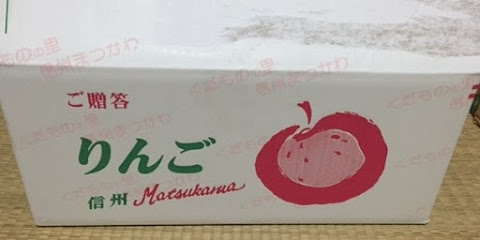 くだものの里
信州まつかわ
ご贈答
りんご
信州 Matsukawa